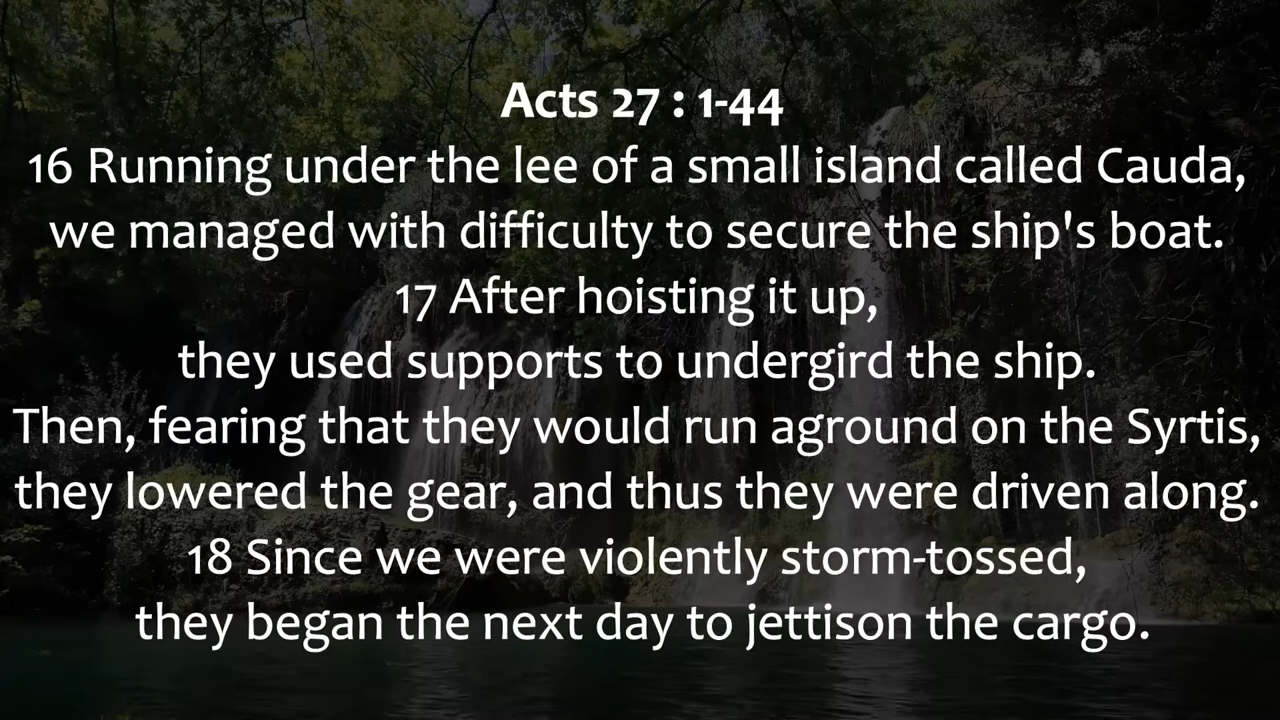 Acts 27 : 1-44
16 Running under the lee of a small island called Cauda,
we managed with difficulty to secure the ship's boat.
17 After hoisting it up,
they used supports to undergird the ship.
Then, fearing that they would run aground on the Syrtis,
they lowered the gear, and thus they were driven along.
18 Since we were violently storm-tossed,
they began the next day to jettison the cargo.